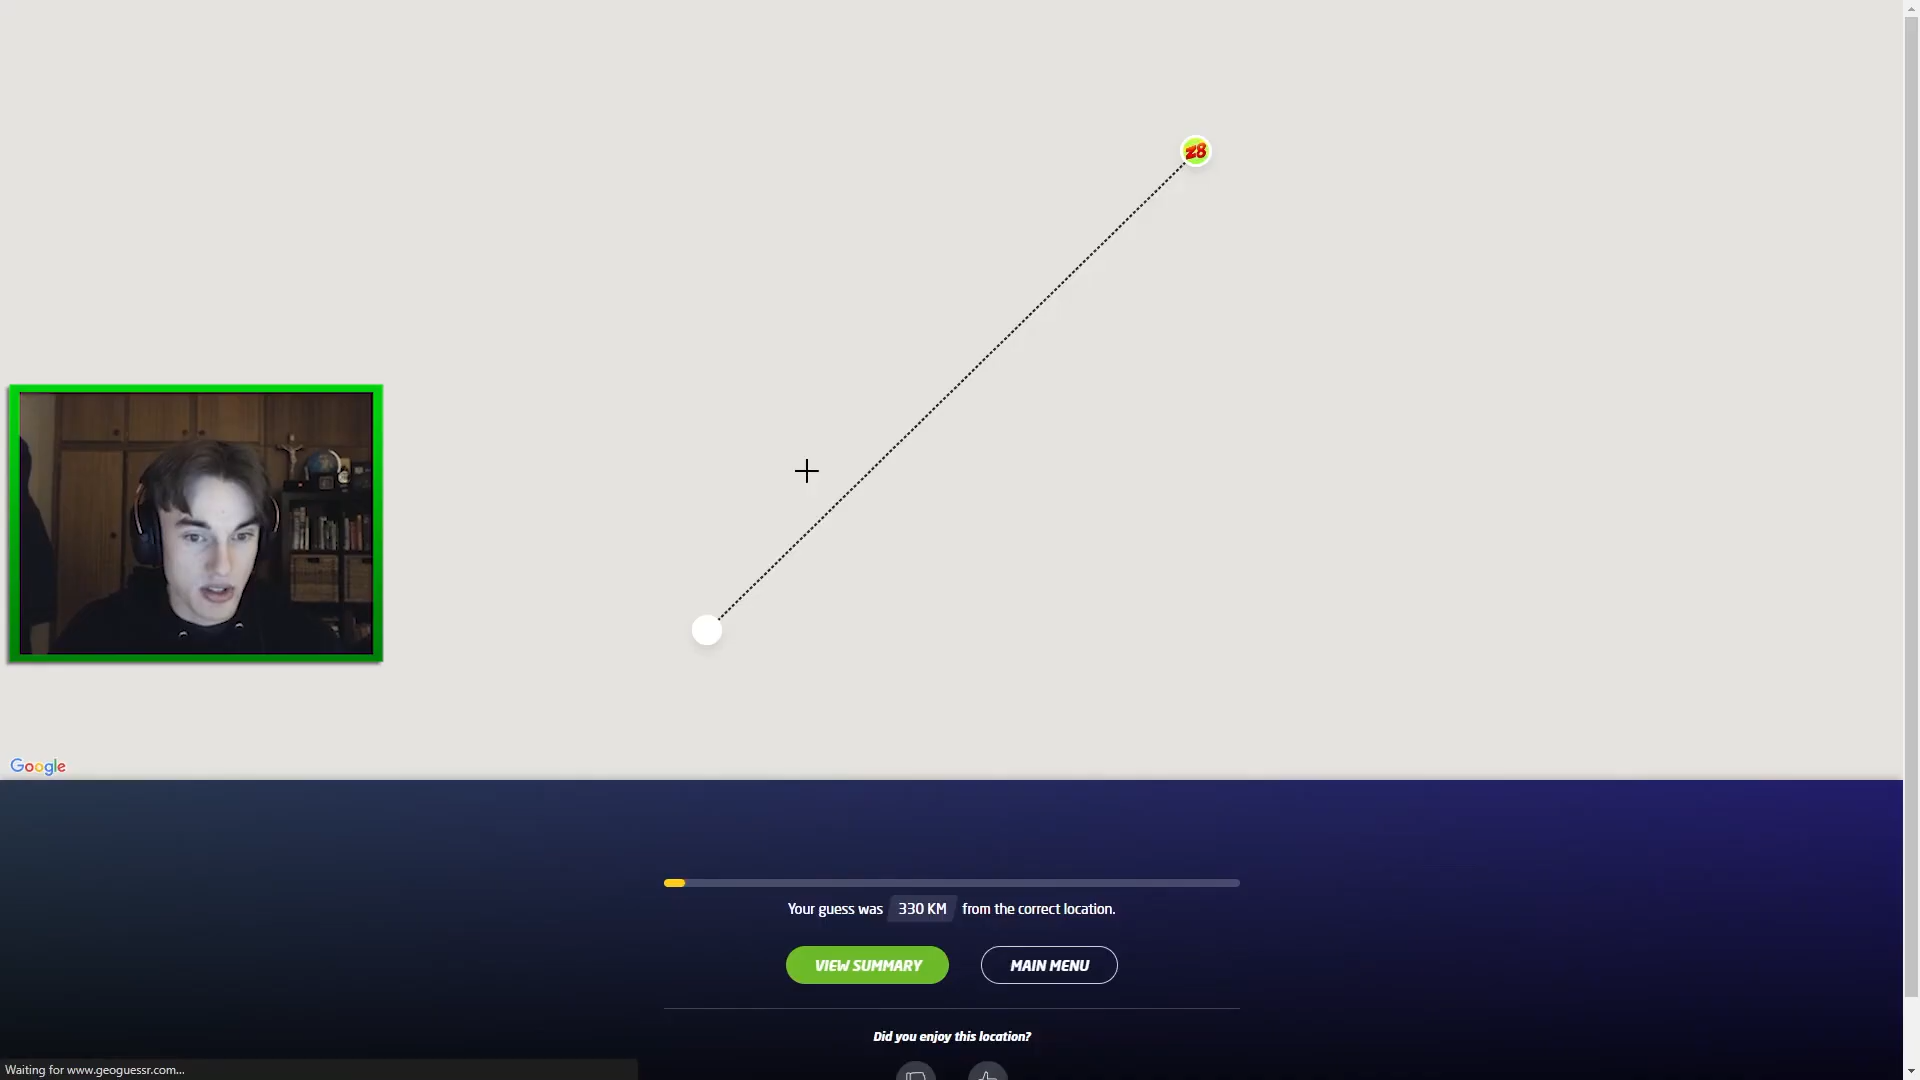 z8
Google
Your guess was 330 KM from the correct location.
VIEW SUMMARY
MAIN MENU
Did you enjoy this location?
Waiting for www.geoguessr.com...